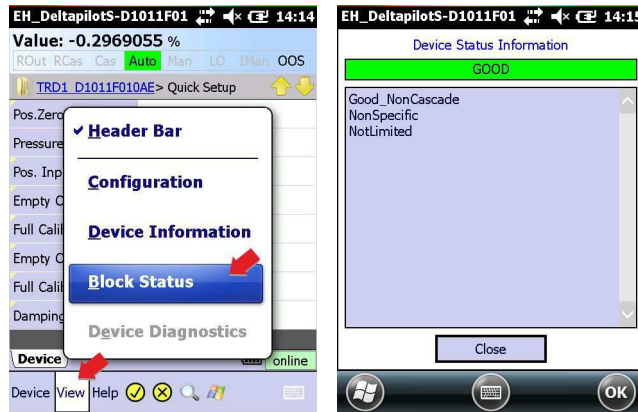 EH_DeltapilotS-D1011F01 14:14
Value: -0.2969055 %
ROut RCas Cas Auto Man LO IMan OOS
TRD1_D1011F010AE> Quick Setup
Pos.Zero
Pressure
Pos. Inp
Empty C
Full Calib
Empty C
Full Calib
Damping
Header Bar
Configuration
Device Information
Block Status
Device Diagnostics
Device online
Device View Help
EH_DeltapilotS-D1011F01 14:15
Device Status Information
GOOD
Good_NonCascade
NonSpecific
NotLimited
Close
OK